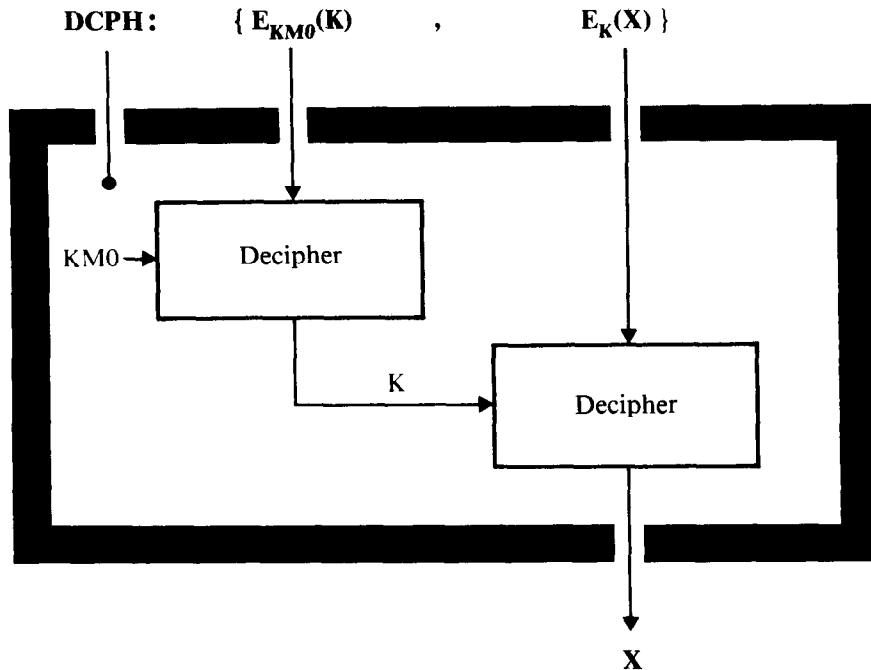 DCPH: { E_KM0(K) , E_K(X) }
KM0
Decipher
K
Decipher
X